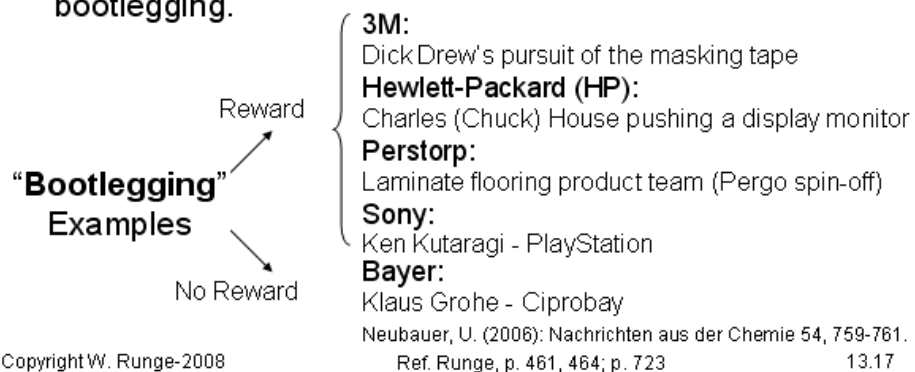 bootlegging.
3M:
Dick Drew's pursuit of the masking tape
Hewlett-Packard (HP):
Reward
Charles (Chuck) House pushing a display monitor
Perstorp:
"Bootlegging"
Laminate flooring product team (Pergo spin-off)
Examples
Sony:
Ken Kutaragi - PlayStation
Bayer:
No Reward
Klaus Grohe - Ciprobay
Neubauer, U. (2006): Nachrichten aus der Chemie 54, 759-761.
Copyright W. Runge-2008
Ref. Runge, p. 461, 464; p. 723
13.17